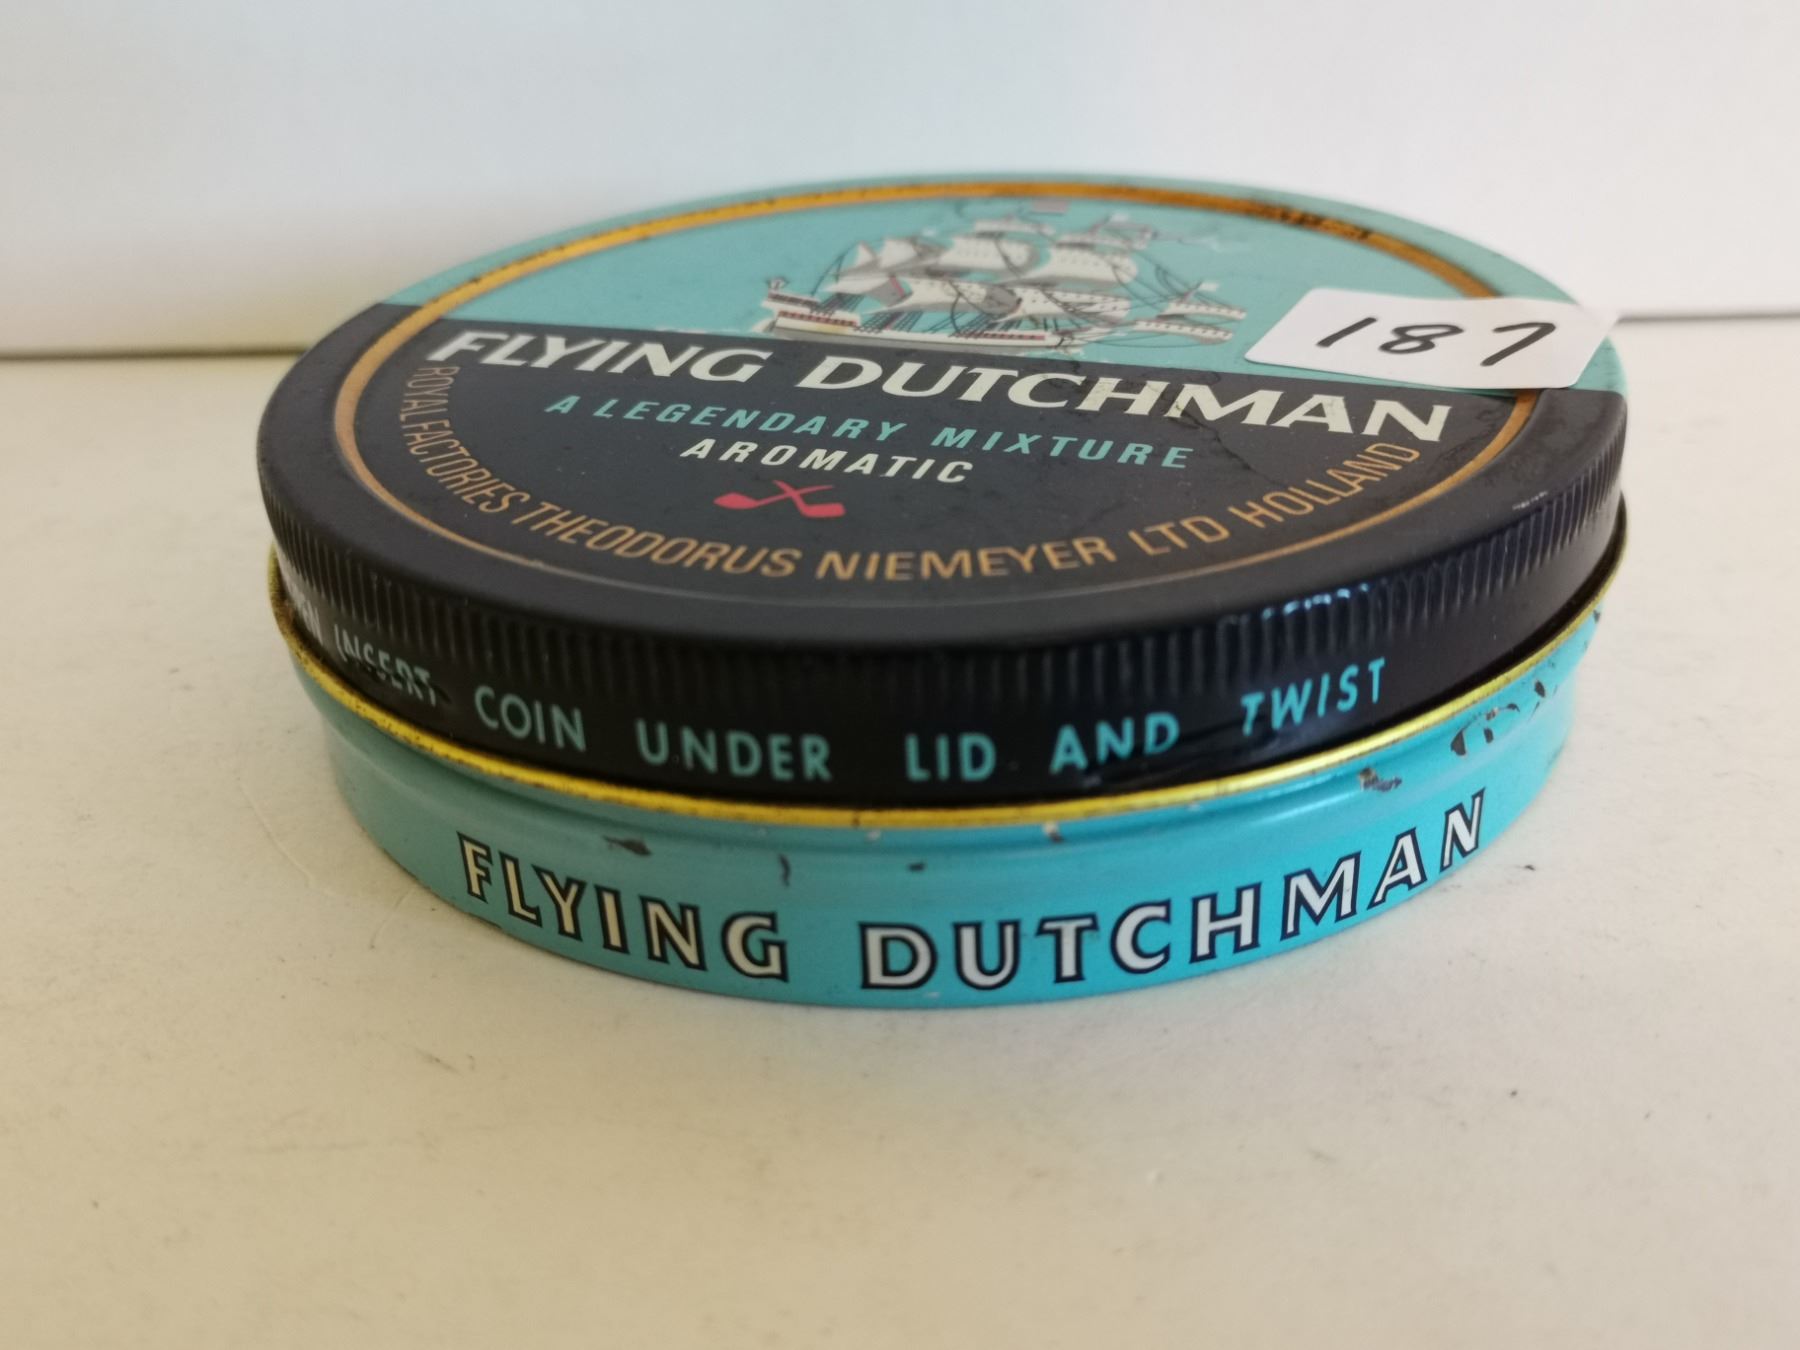 187
FLYING DUTCHMAN
A LEGENDARY MIXTURE
AROMATIC
ROYAL FACTORIES THEODORUS NIEMEYER LTD HOLLAND
INSERT COIN UNDER LID AND TWIST
FLYING DUTCHMAN